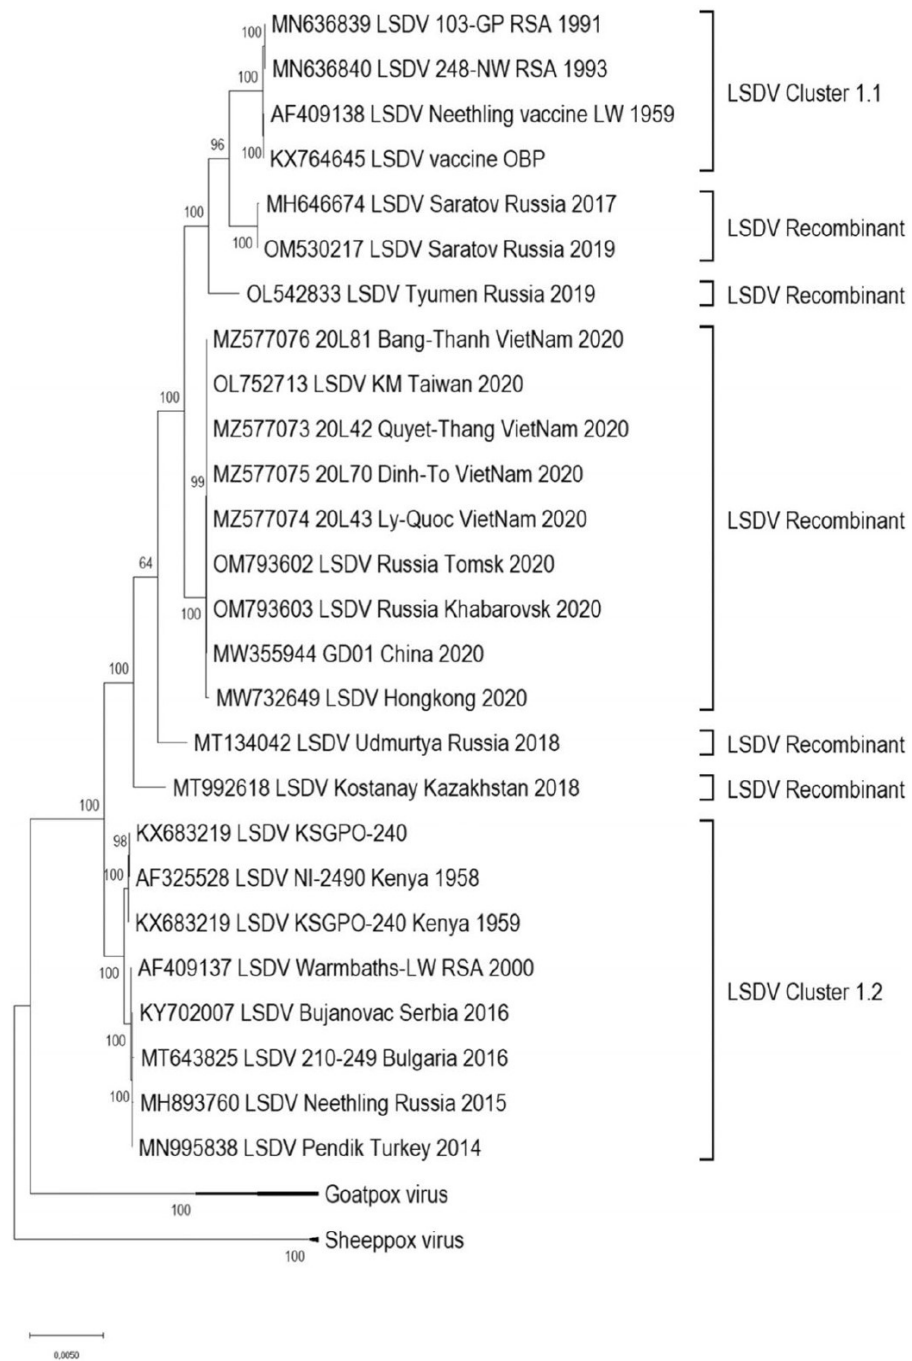 100
MN636839 LSDV 103-GP RSA 1991
100
MN636840 LSDV 248-NW RSA 1993
LSDV Cluster 1.1
AF409138 LSDV Neethling vaccine LW 1959
96
100
KX764645 LSDV vaccine OBP
MH646674 LSDV Saratov Russia 2017
100
LSDV Recombinant
100
OM530217 LSDV Saratov Russia 2019
OL542833 LSDV Tyumen Russia 2019
LSDV Recombinant
MZ577076 20L81 Bang-Thanh VietNam 2020
OL752713 LSDV KM Taiwan 2020
100
MZ577073 20L42 Quyet-Thang VietNam 2020
MZ577075 20L70 Dinh-To VietNam 2020
99
MZ577074 20L43 Ly-Quoc VietNam 2020
LSDV Recombinant
OM793602 LSDV Russia Tomsk 2020
64
OM793603 LSDV Russia Khabarovsk 2020
100
MW355944 GD01 China 2020
100
MW732649 LSDV Hongkong 2020
MT134042 LSDV Udmurtya Russia 2018
LSDV Recombinant
MT992618 LSDV Kostanay Kazakhstan 2018
LSDV Recombinant
100
98
KX683219 LSDV KSGPO-240
100
AF325528 LSDV NI-2490 Kenya 1958
KX683219 LSDV KSGPO-240 Kenya 1959
100
AF409137 LSDV Warmbaths-LW RSA 2000
LSDV Cluster 1.2
KY702007 LSDV Bujanovac Serbia 2016
100
MT643825 LSDV 210-249 Bulgaria 2016
100
MH893760 LSDV Neethling Russia 2015
MN995838 LSDV Pendik Turkey 2014
Goatpox virus
100
Sheeppox virus
100
0,0050